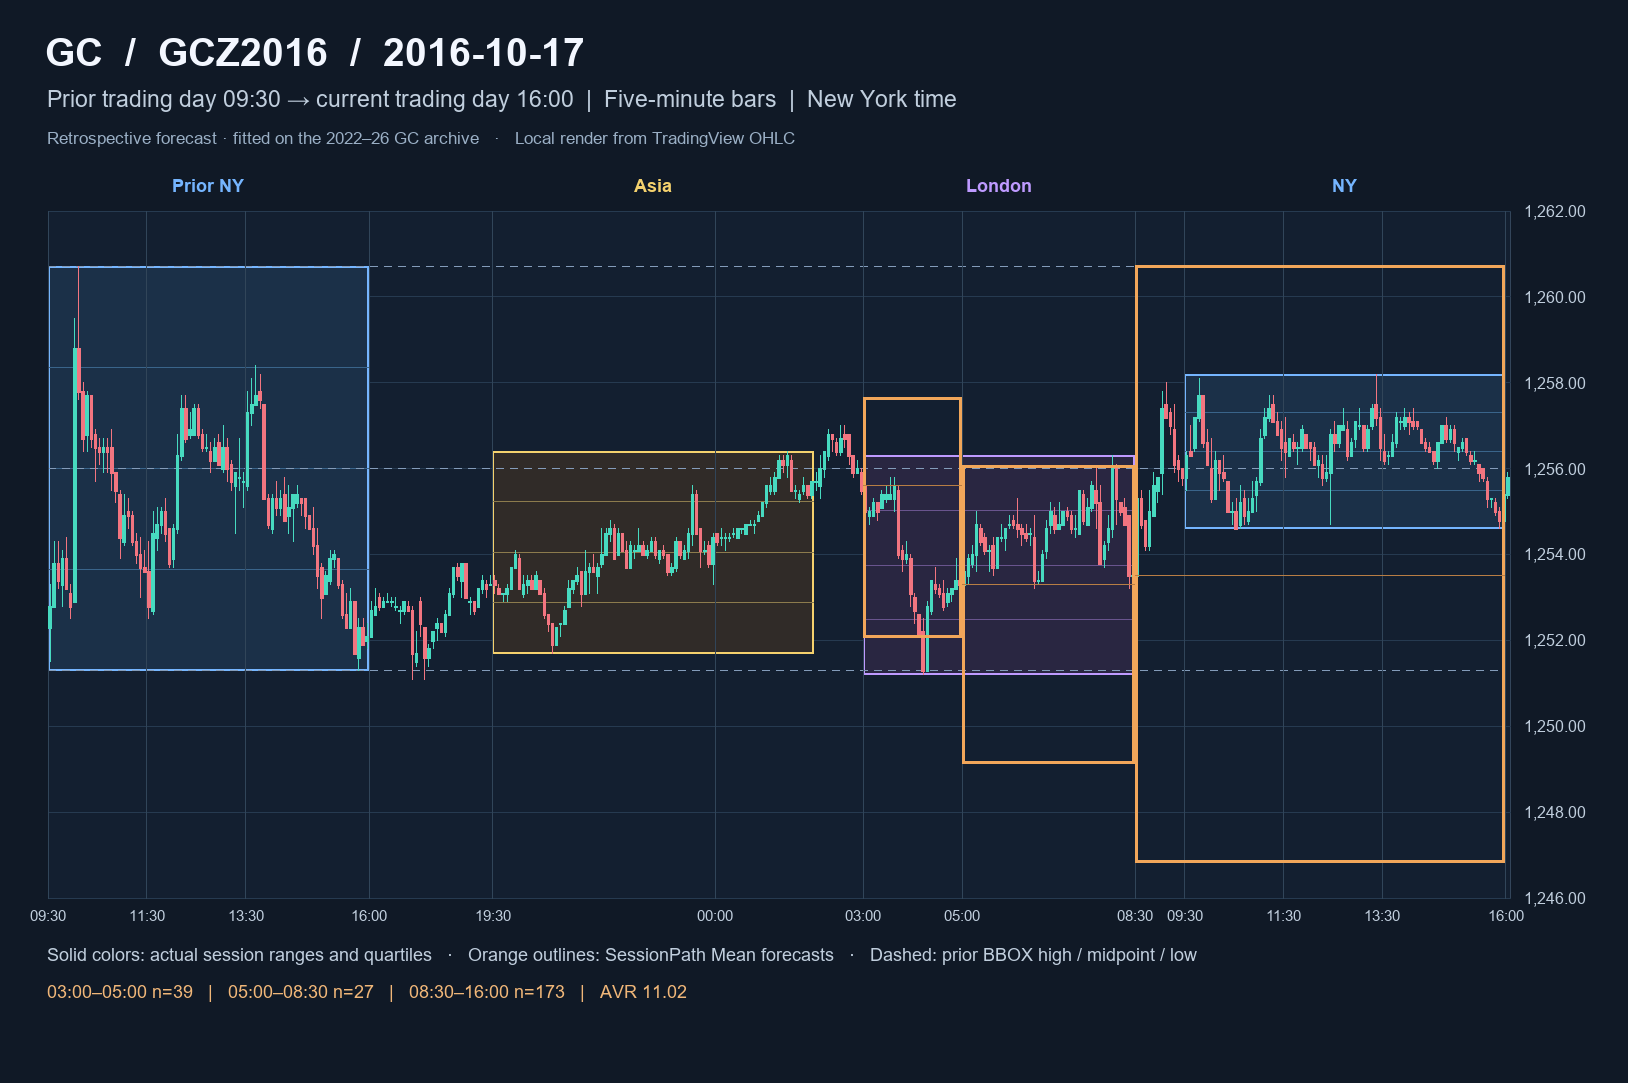 GC / GCZ2016 / 2016-10-17
Prior trading day 09:30 → current trading day 16:00 | Five-minute bars | New York time
Retrospective forecast · fitted on the 2022–26 GC archive · Local render from TradingView OHLC
Prior NY Asia London NY
1,262.00
1,260.00
1,258.00
1,256.00
1,254.00
1,252.00
1,250.00
1,248.00
1,246.00
09:30 11:30 13:30 16:00 19:30 00:00 03:00 05:00 08:30 09:30 11:30 13:30 16:00
Solid colors: actual session ranges and quartiles · Orange outlines: SessionPath Mean forecasts · Dashed: prior BBOX high / midpoint / low
03:00–05:00 n=39 | 05:00–08:30 n=27 | 08:30–16:00 n=173 | AVR 11.02